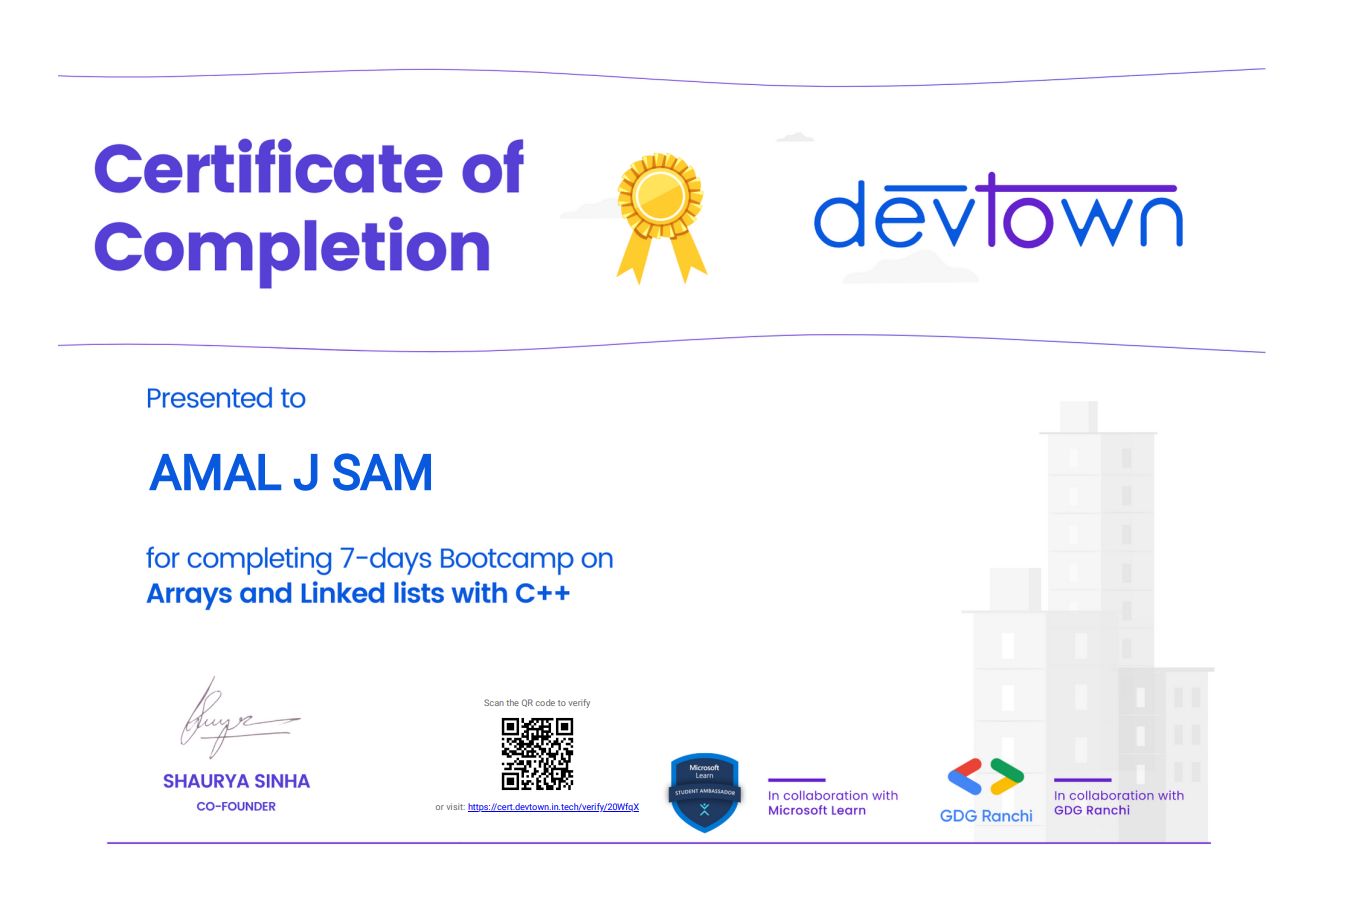 Certificate of
Completion
devtown
Presented to
AMAL J SAM
for completing 7-days Bootcamp on
Arrays and Linked lists with C++
SHAURYA SINHA
CO-FOUNDER
Scan the QR code to verify
or visit: https://cert.devtown.in.tech/verify/20WfqX
Microsoft
Learn
STUDENT AMBASSADOR
In collaboration with
Microsoft Learn
GDG Ranchi
In collaboration with
GDG Ranchi